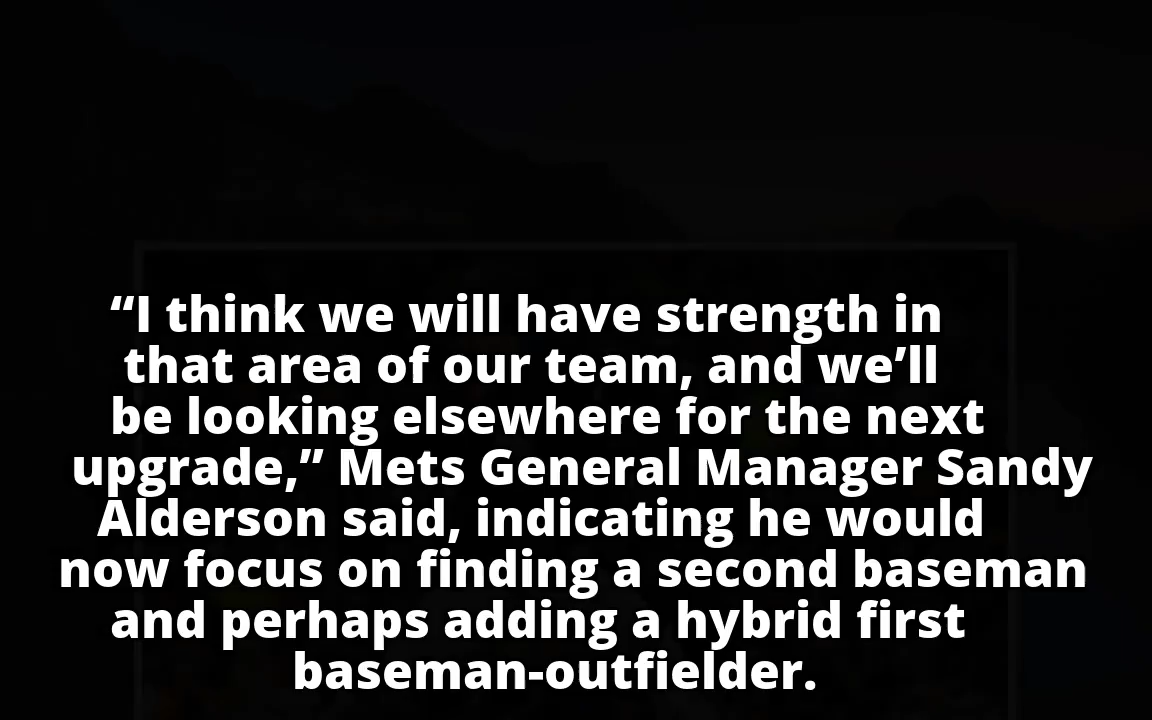 “I think we will have strength in
that area of our team, and we’ll
be looking elsewhere for the next
upgrade,” Mets General Manager Sandy
Alderson said, indicating he would
now focus on finding a second baseman
and perhaps adding a hybrid first
baseman-outfielder.